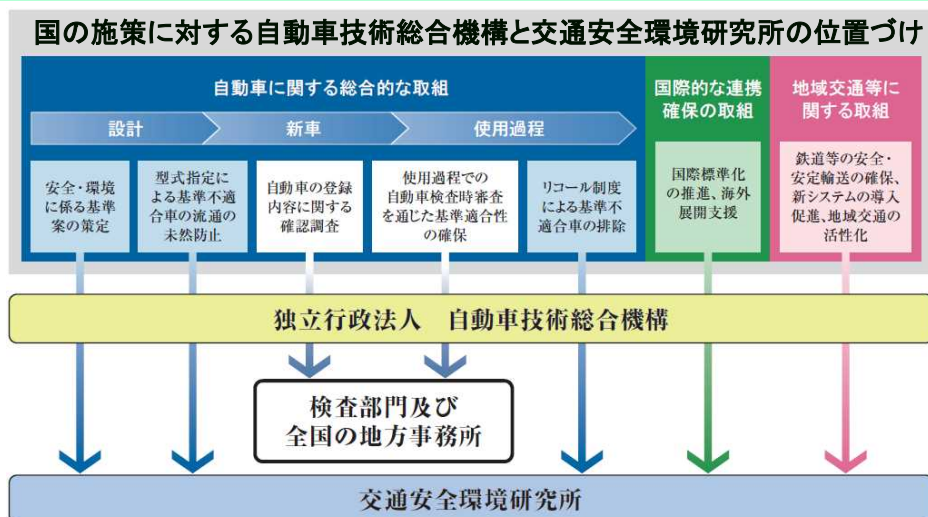 国の施策に対する自動車技術総合機構と交通安全環境研究所の位置づけ
自動車に関する総合的な取組
設計
新車
使用過程
安全・環境
に係る基準
案の策定
型式指定に
よる基準不適
合車の流通の
未然防止
自動車の登録
内容に関する
確認調査
使用過程での
自動車検査時審査
を通じた基準適合性
の確保
リコール制度
による基準不
適合車の排除
国際的な連携
確保の取組
国際標準化
の推進、海外
展開支援
地域交通等に
関する取組
鉄道等の安全・
安定輸送の確保、
新システムの導入
促進、地域交通の
活性化
独立行政法人 自動車技術総合機構
検査部門及び
全国の地方事務所
交通安全環境研究所